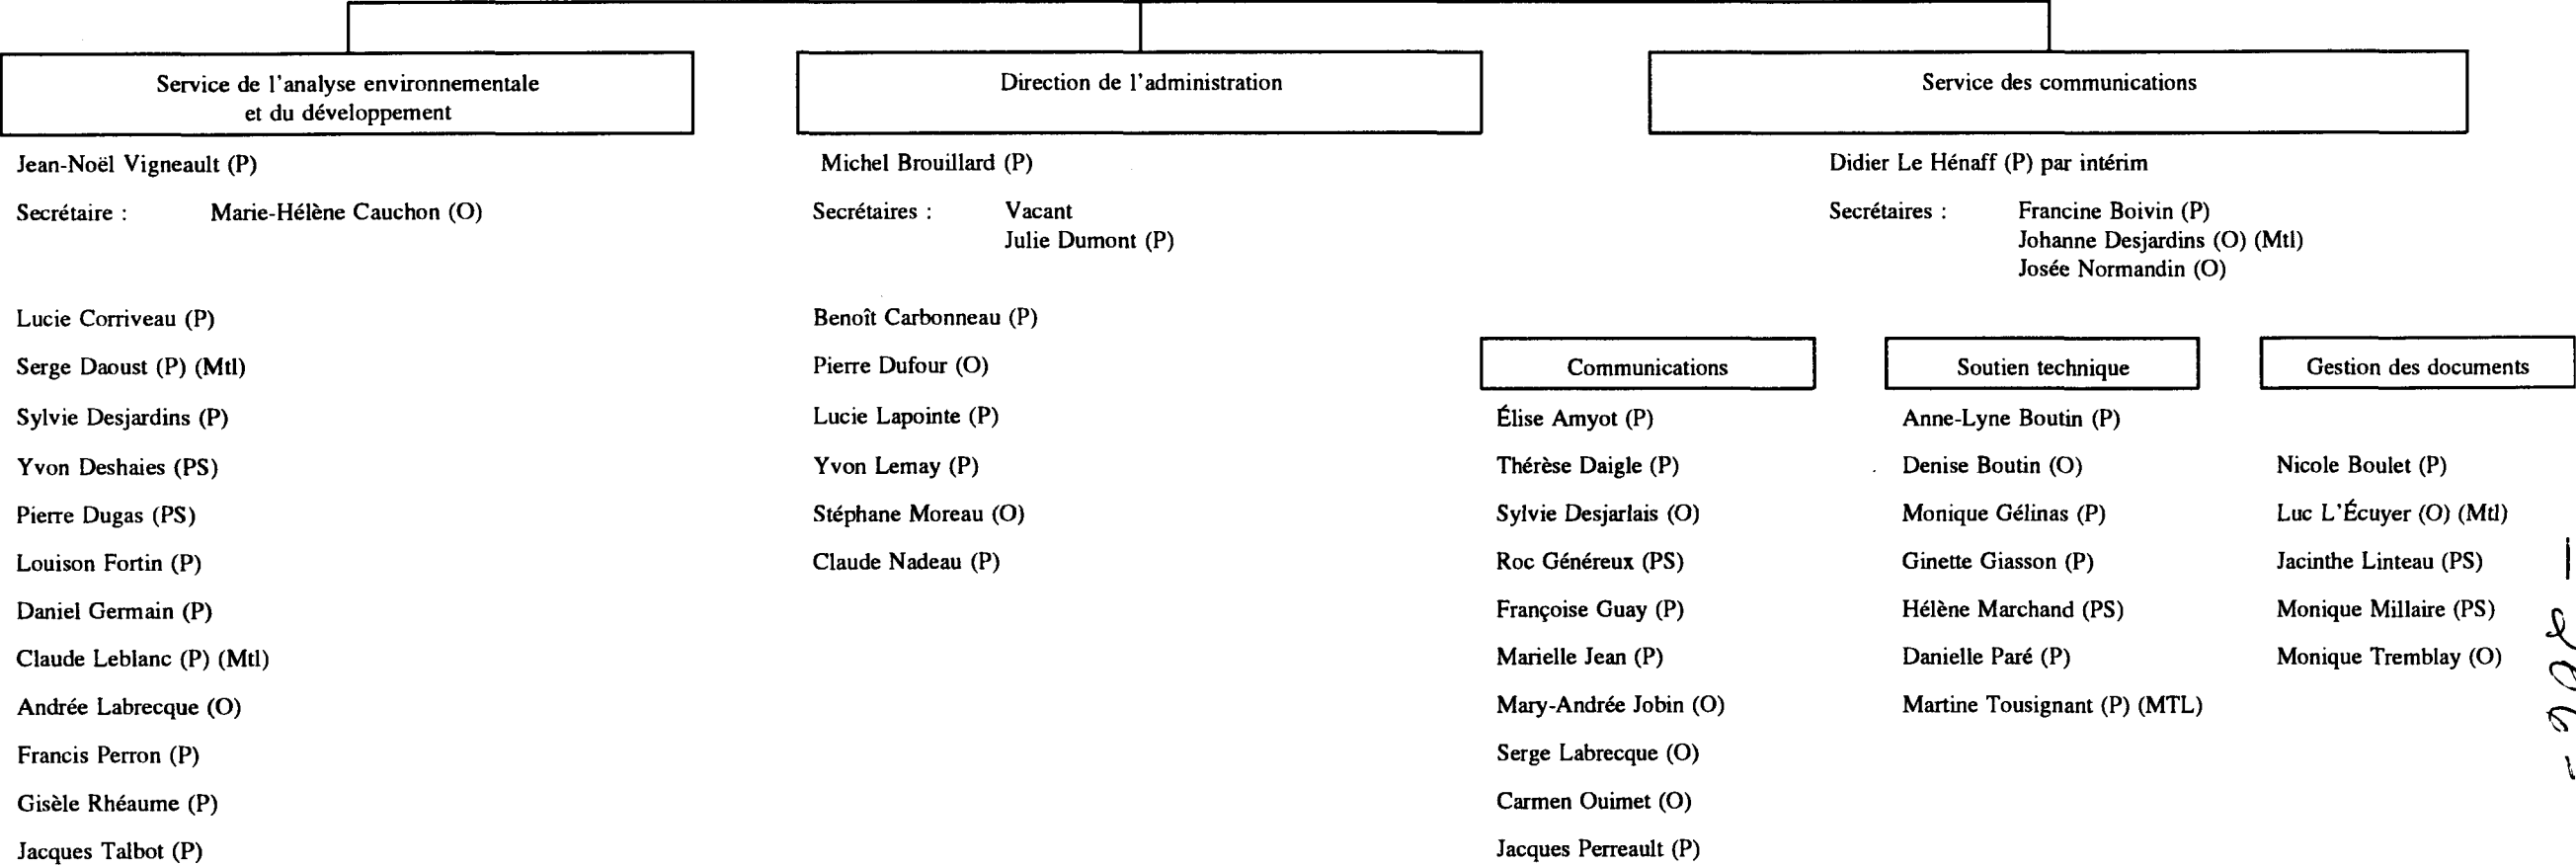 Service de l'analyse environnementale
et du développement
Jean-Noël Vigneault (P)
Secrétaire : Marie-Hélène Cauchon (O)
Lucie Corriveau (P)
Serge Daoust (P) (Mtl)
Sylvie Desjardins (P)
Yvon Deshaies (PS)
Pierre Dugas (PS)
Louison Fortin (P)
Daniel Germain (P)
Claude Leblanc (P) (Mtl)
Andrée Labrecque (O)
Francis Perron (P)
Gisèle Rhéaume (P)
Jacques Talbot (P)
Direction de l'administration
Michel Brouillard (P)
Secrétaires : Vacant
Julie Dumont (P)
Benoît Carbonneau (P)
Pierre Dufour (O)
Lucie Lapointe (P)
Yvon Lemay (P)
Stéphane Moreau (O)
Claude Nadeau (P)
Service des communications
Didier Le Hénaff (P) par intérim
Secrétaires : Francine Boivin (P)
Johanne Desjardins (O) (Mtl)
Josée Normandin (O)
Communications
Élise Amyot (P)
Thérèse Daigle (P)
Sylvie Desjarlais (O)
Roc Généreux (PS)
Françoise Guay (P)
Marielle Jean (P)
Mary-Andrée Jobin (O)
Serge Labrecque (O)
Carmen Ouimet (O)
Jacques Perreault (P)
Soutien technique
Anne-Lyne Boutin (P)
Denise Boutin (O)
Monique Gélinas (P)
Ginette Giasson (P)
Hélène Marchand (PS)
Danielle Paré (P)
Martine Tousignant (P) (MTL)
Gestion des documents
Nicole Boulet (P)
Luc L'Écuyer (O) (Mtl)
Jacinthe Linteau (PS)
Monique Millaire (PS)
Monique Tremblay (O)